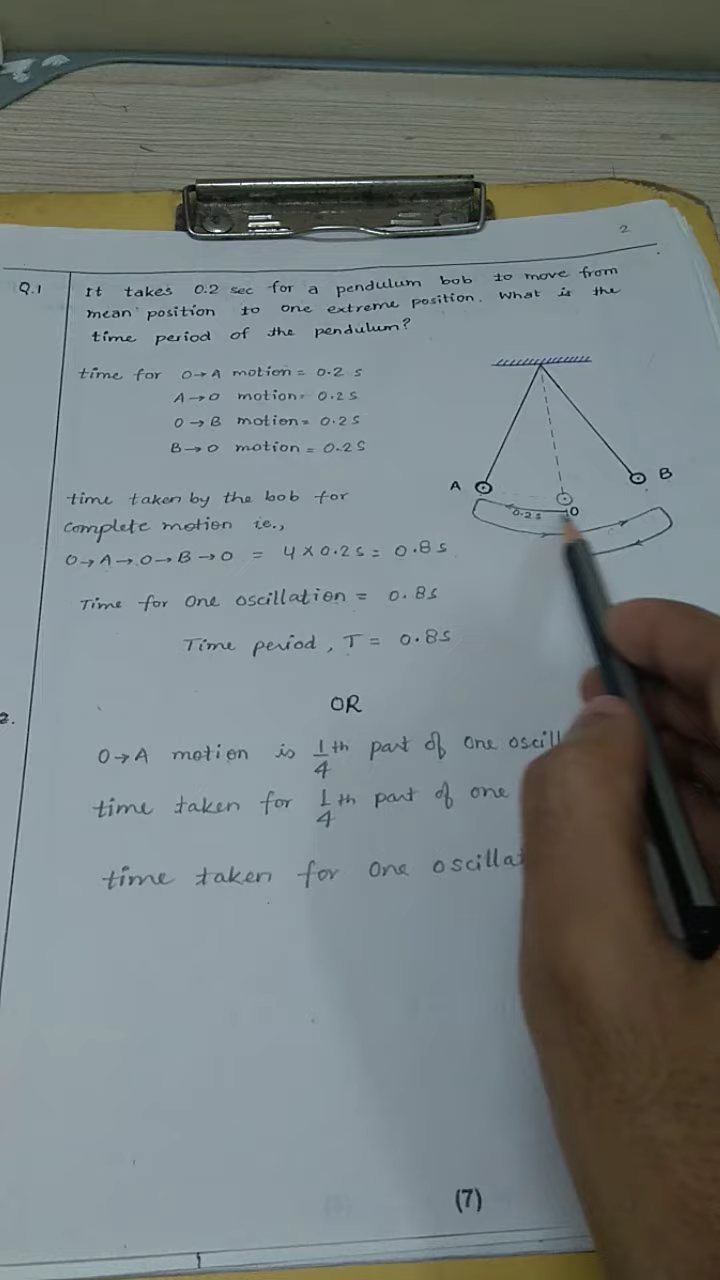 2
Q.1
It takes 0.2 sec for a pendulum bob to move from
mean position to one extreme position. What is the
time period of the pendulum?
time for O→A motion = 0.2 s
A→O motion = 0.2 s
O→B motion = 0.2 s
B→O motion = 0.2 s
A
B
0.2 s
O
time taken by the bob for
complete motion ie.,
O→A→O→B→O = 4 × 0.2 s = 0.8 s
Time for one oscillation = 0.8 s
Time period, T = 0.8 s
2.
OR
O→A motion is 1/4 th part of one oscill
time taken for 1/4 th part of one
time taken for one oscilla
(7)